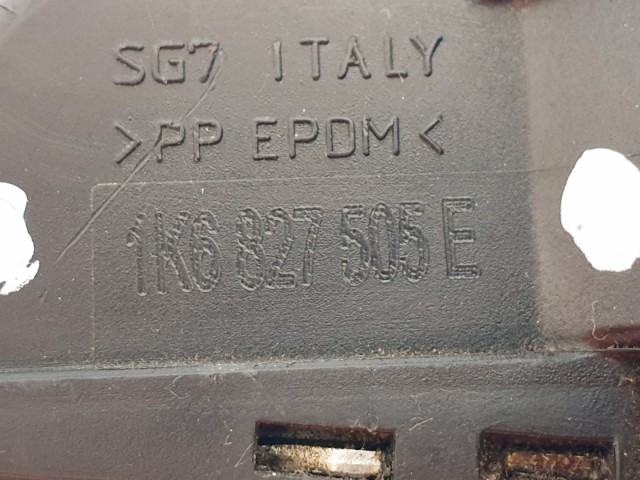 SG7 ITALY
>PP EPDM<
1K6 827 505 E